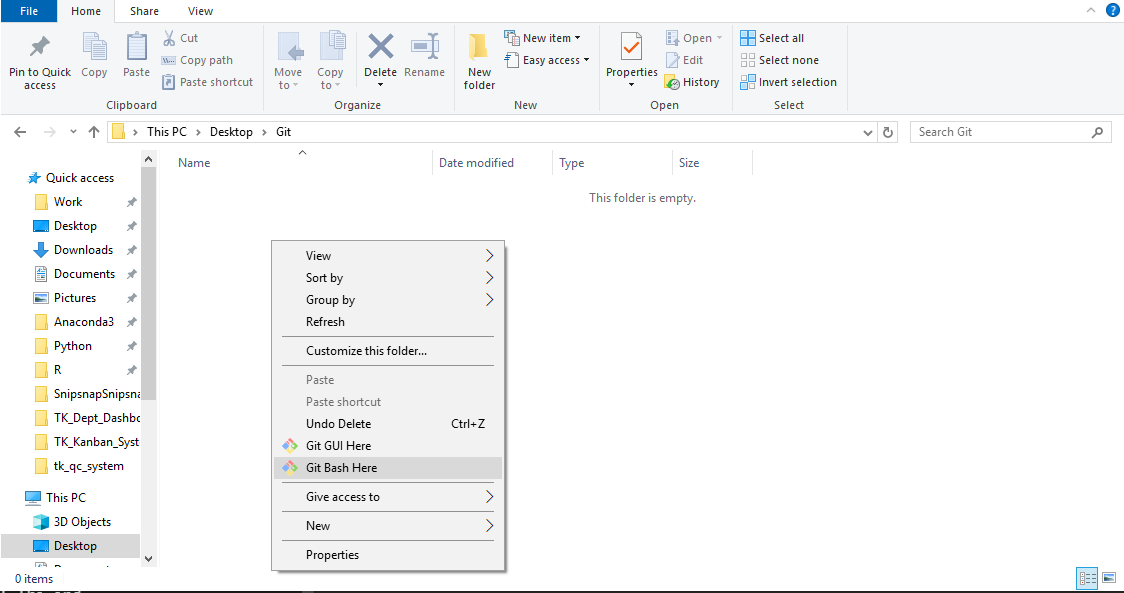 File Home Share View
Pin to Quick access
Copy
Paste
Cut
Copy path
Paste shortcut
Clipboard
Move to
Copy to
Delete
Rename
Organize
New folder
New item
Easy access
New
Properties
Open
Edit
History
Open
Select all
Select none
Invert selection
Select
This PC › Desktop › Git
Search Git
Name Date modified Type Size
This folder is empty.
Quick access
Work
Desktop
Downloads
Documents
Pictures
Anaconda3
Python
R
SnipsnapSnipsna
TK_Dept_Dashbo
TK_Kanban_Syst
tk_qc_system
This PC
3D Objects
Desktop
View
Sort by
Group by
Refresh
Customize this folder...
Paste
Paste shortcut
Undo Delete Ctrl+Z
Git GUI Here
Git Bash Here
Give access to
New
Properties
0 items